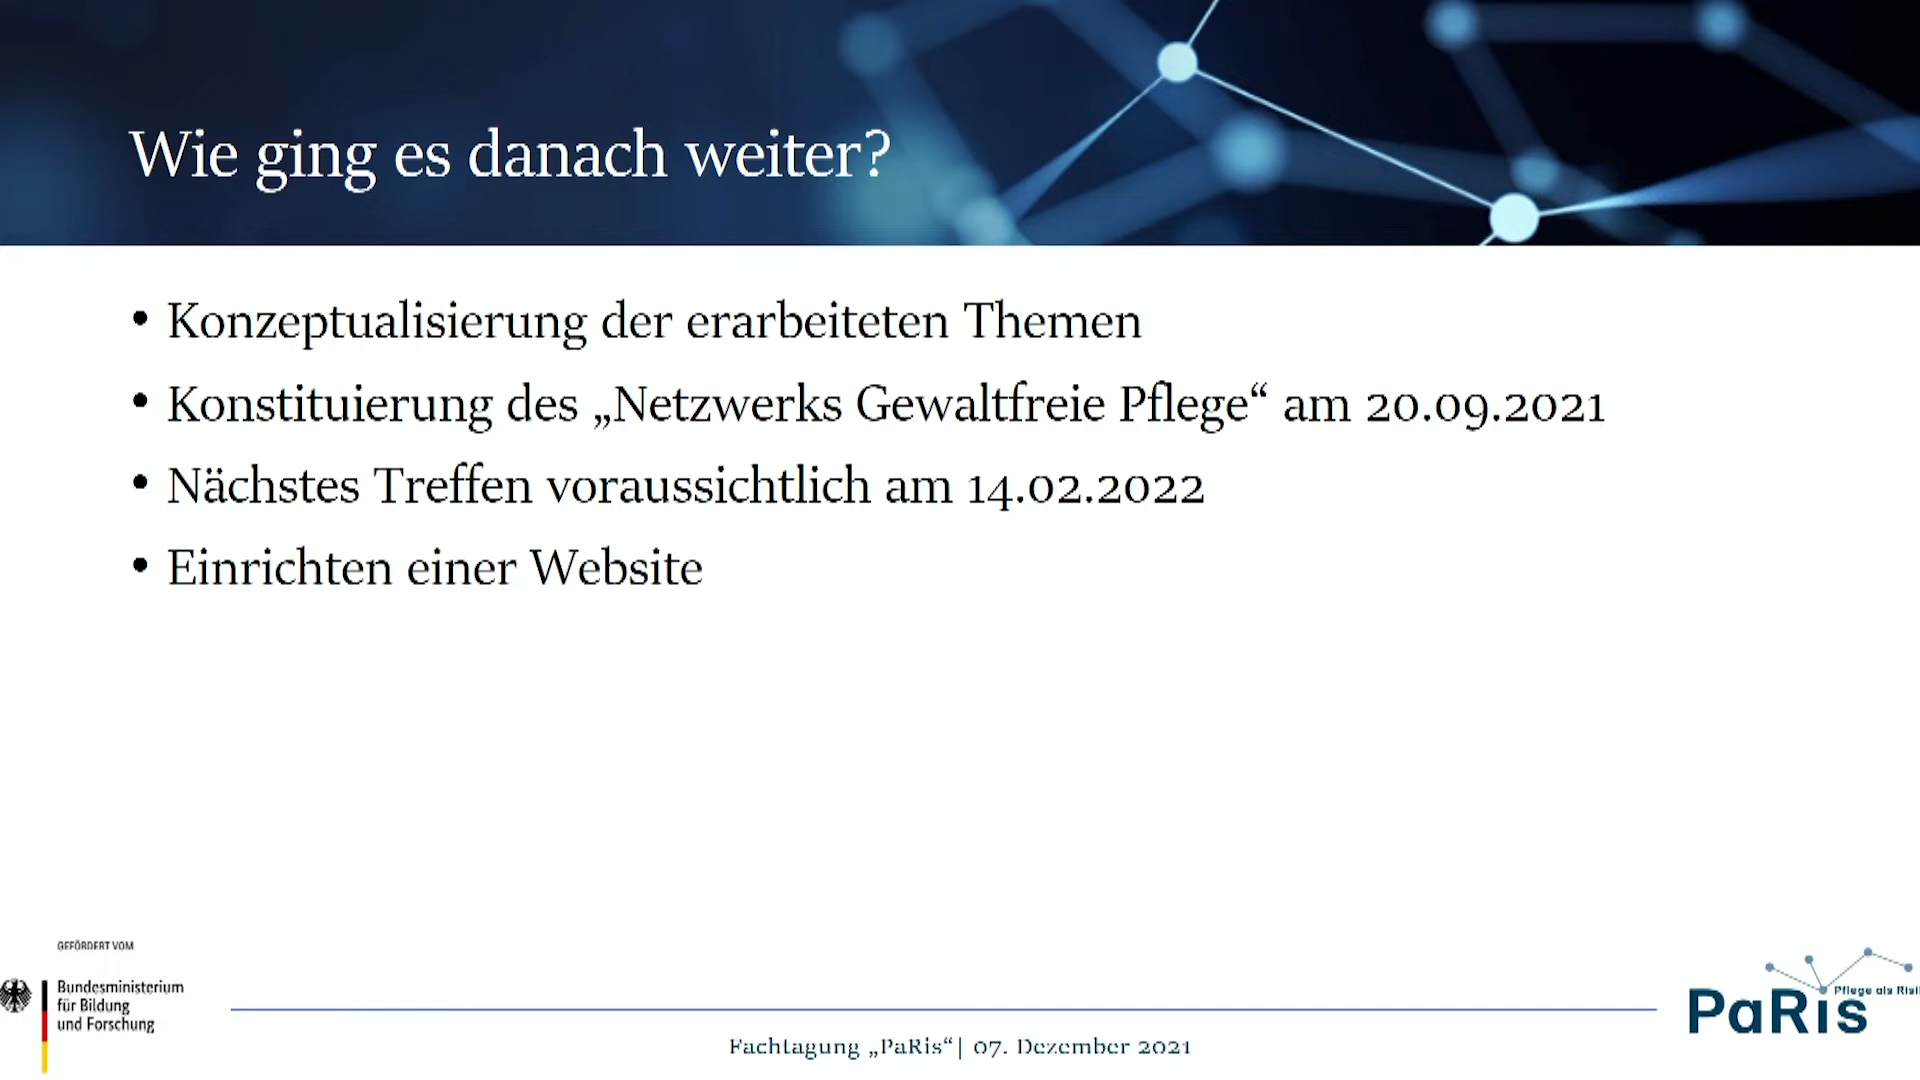 Wie ging es danach weiter?
• Konzeptualisierung der erarbeiteten Themen
• Konstituierung des „Netzwerks Gewaltfreie Pflege“ am 20.09.2021
• Nächstes Treffen voraussichtlich am 14.02.2022
• Einrichten einer Website
GEFÖRDERT VOM
Bundesministerium
für Bildung
und Forschung
Fachtagung „PaRis“| 07. Dezember 2021
Pflege als
PaRis